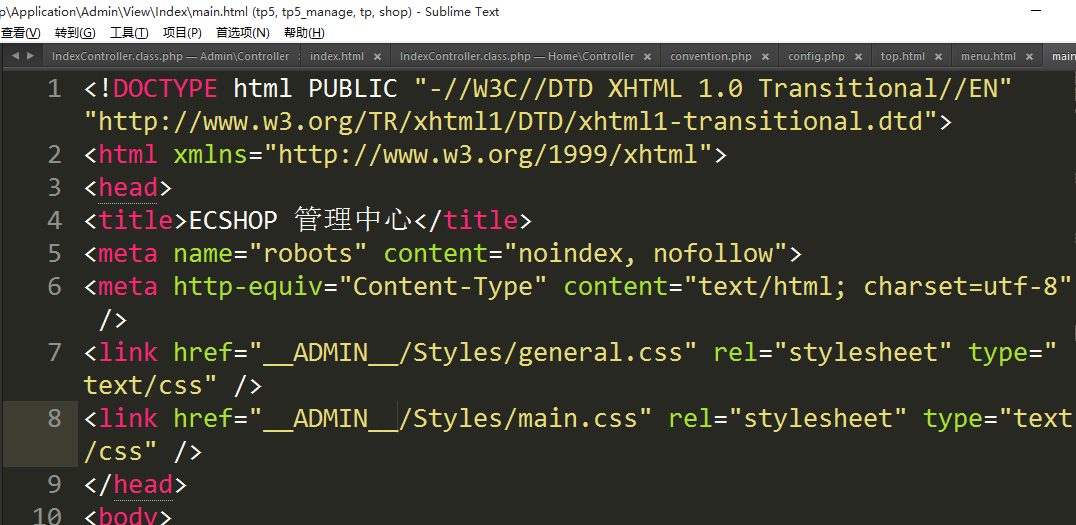 p\Application\Admin\View\Index\main.html (tp5, tp5_manage, tp, shop) - Sublime Text
查看(V) 转到(G) 工具(T) 项目(P) 首选项(N) 帮助(H)
IndexController.class.php — Admin\Controller index.html × IndexController.class.php — Home\Controller × convention.php × config.php × top.html × menu.html × main
1 <!DOCTYPE html PUBLIC "-//W3C//DTD XHTML 1.0 Transitional//EN"
"http://www.w3.org/TR/xhtml1/DTD/xhtml1-transitional.dtd">
2 <html xmlns="http://www.w3.org/1999/xhtml">
3 <head>
4 <title>ECSHOP 管理中心</title>
5 <meta name="robots" content="noindex, nofollow">
6 <meta http-equiv="Content-Type" content="text/html; charset=utf-8"
/>
7 <link href="__ADMIN__/Styles/general.css" rel="stylesheet" type="
text/css" />
8 <link href="__ADMIN__/Styles/main.css" rel="stylesheet" type="text
/css" />
9 </head>
10 <body>